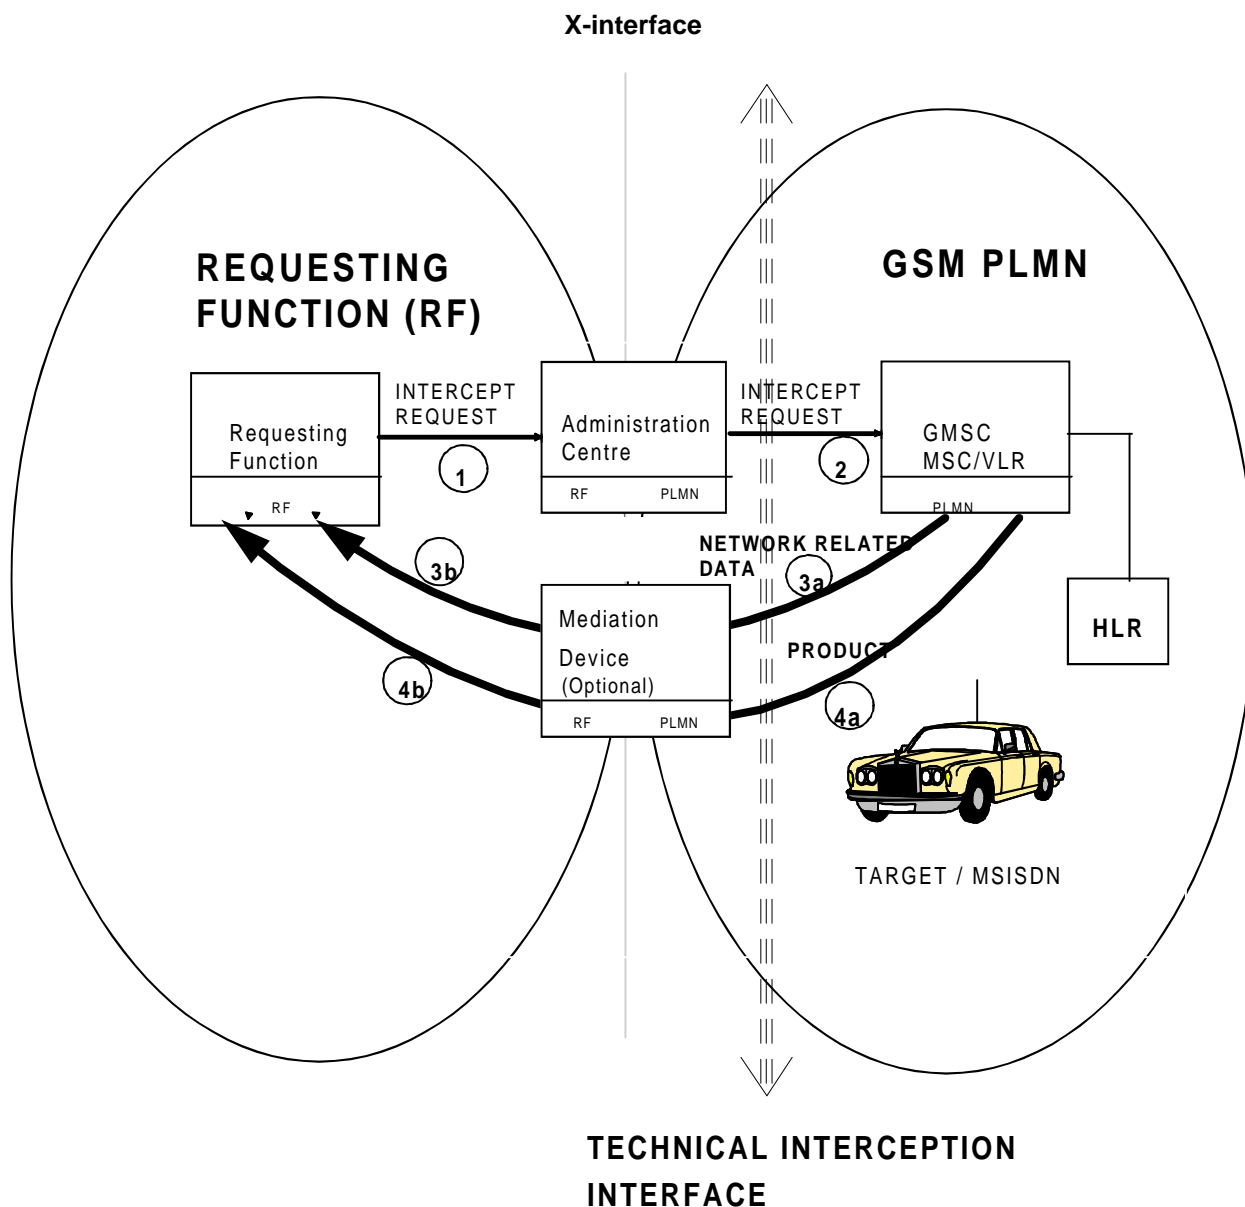 X-interface
REQUESTING
FUNCTION (RF)
GSM PLMN
INTERCEPT
REQUEST
INTERCEPT
REQUEST
Requesting
Function
Administration
Centre
GMSC
MSC/VLR
1
2
RF
RF PLMN
PLMN
NETWORK RELATED
DATA
3b
3a
Mediation
Device
(Optional)
HLR
PRODUCT
4b
4a
RF PLMN
TARGET / MSISDN
TECHNICAL INTERCEPTION
INTERFACE